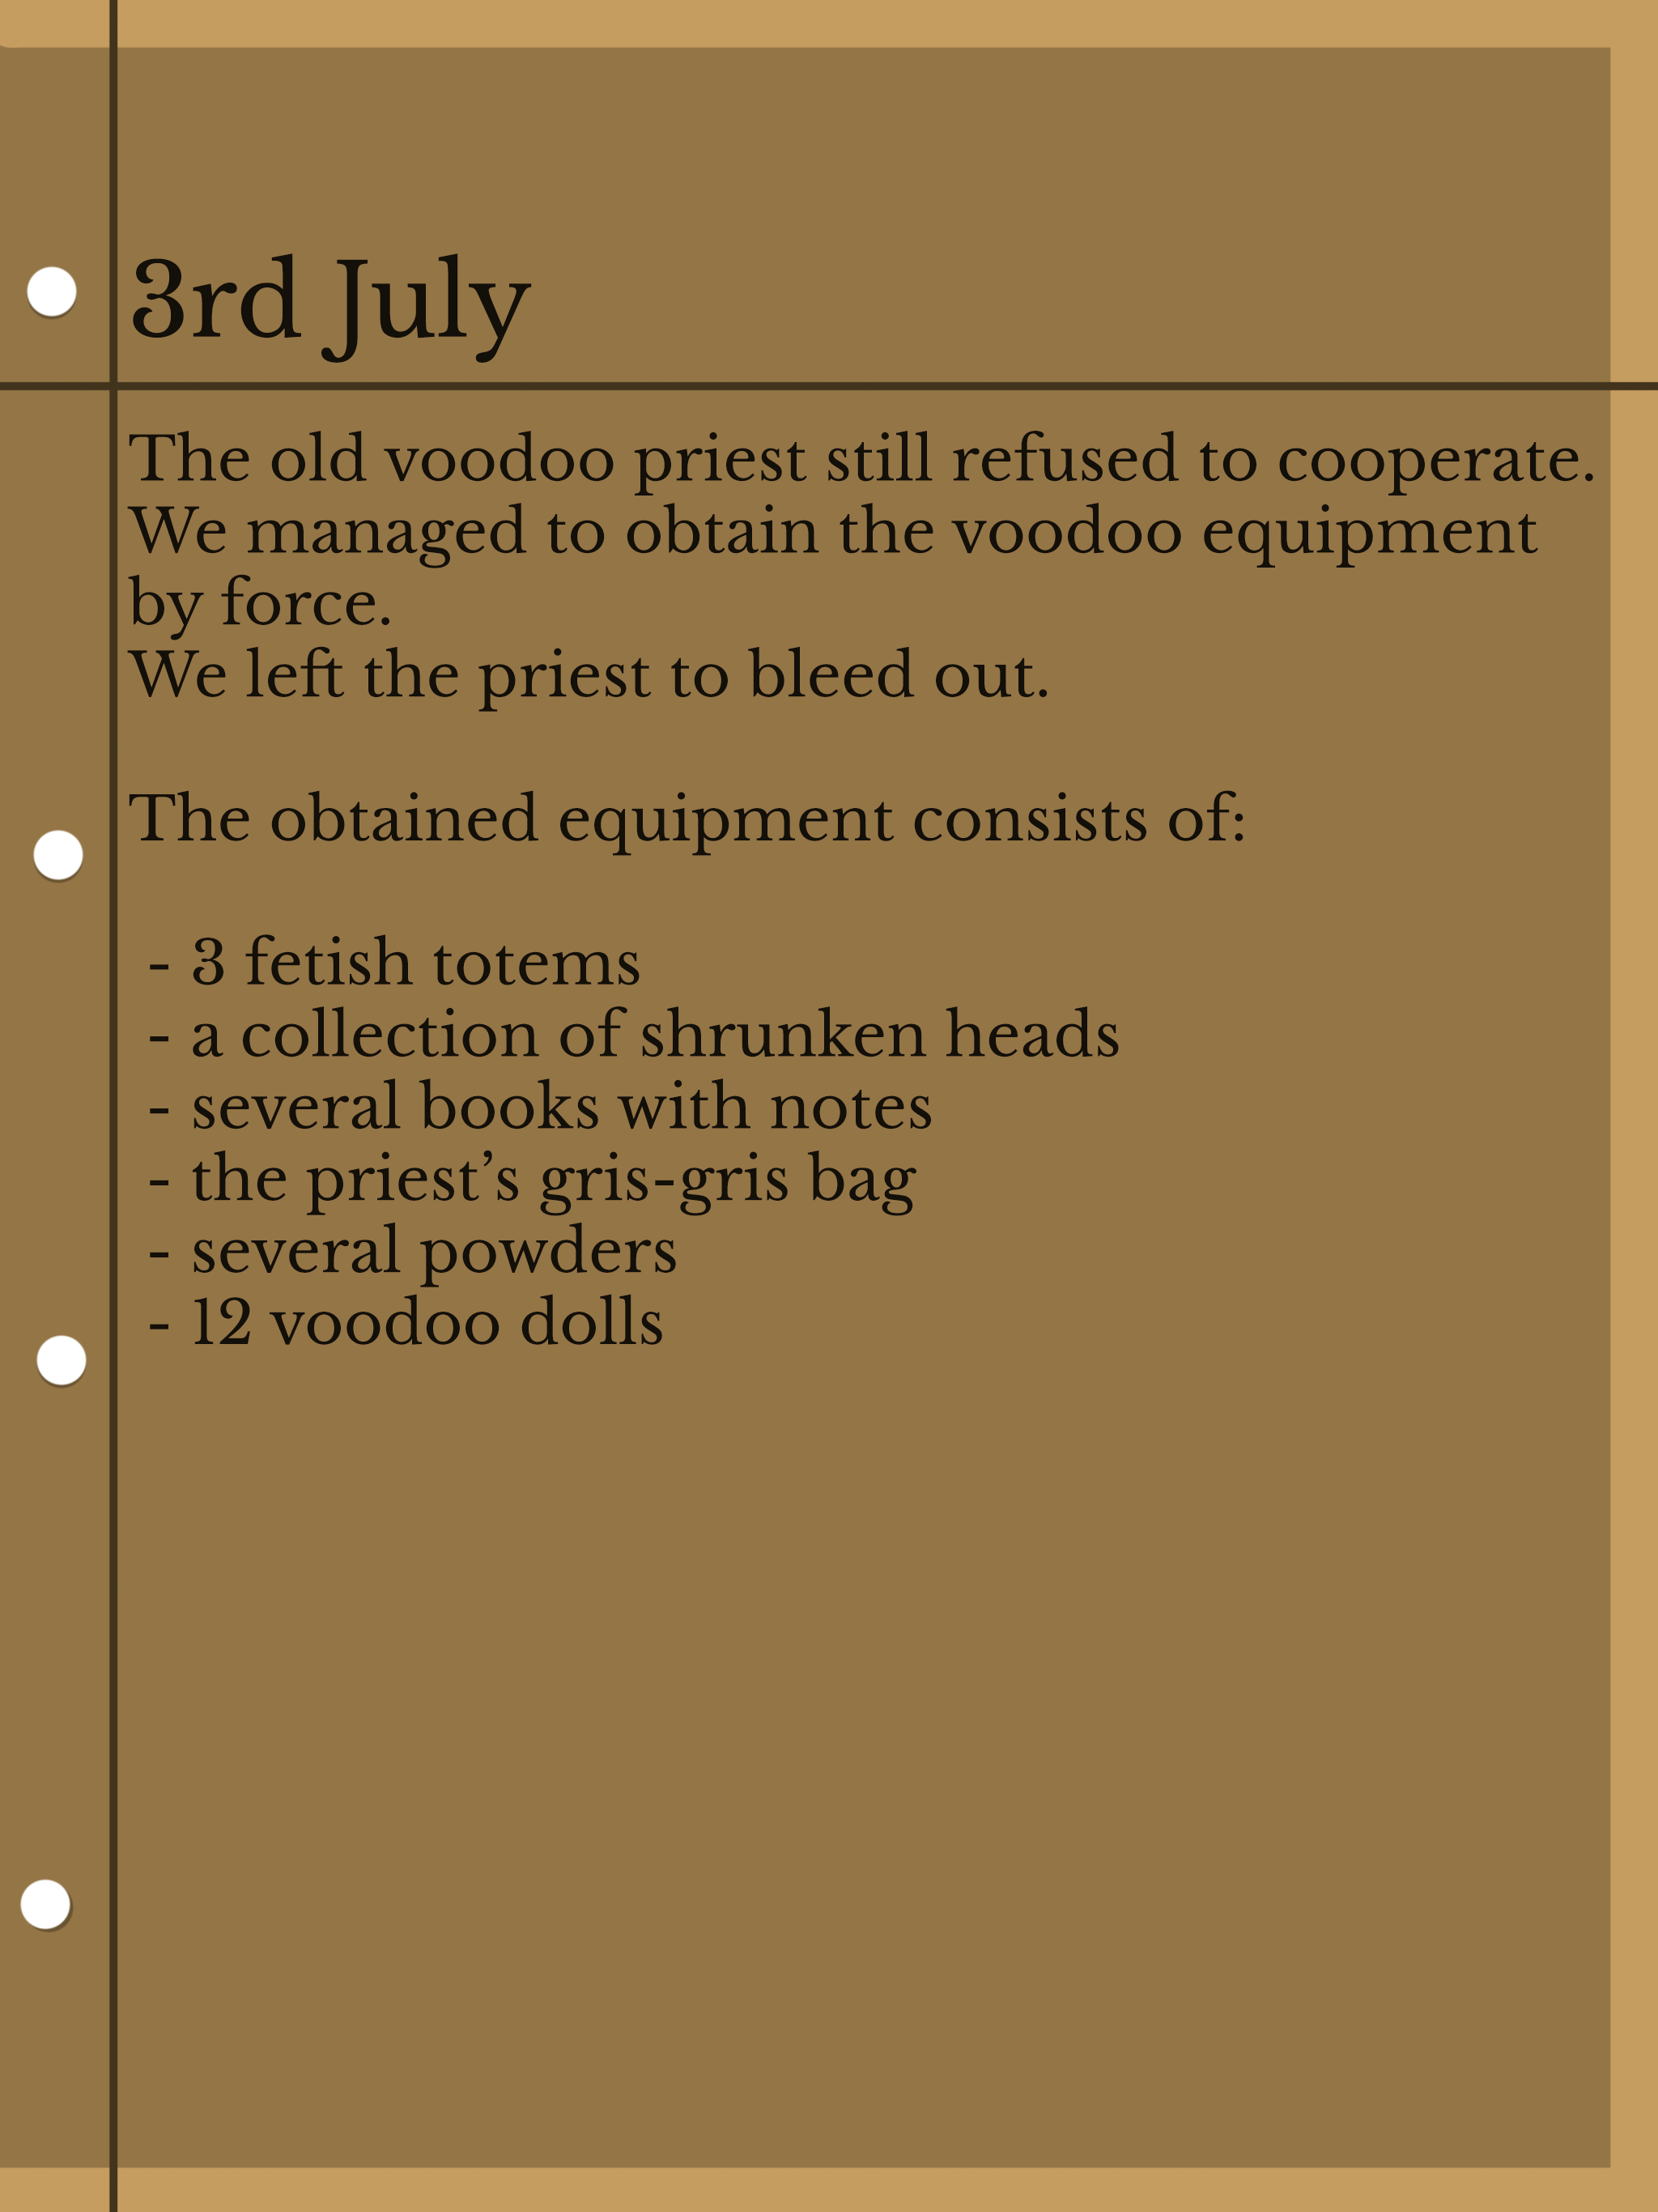 3rd July
The old voodoo priest still refused to cooperate.
We managed to obtain the voodoo equipment
by force.
We left the priest to bleed out.
The obtained equipment consists of:
- 3 fetish totems
- a collection of shrunken heads
- several books with notes
- the priest’s gris-gris bag
- several powders
- 12 voodoo dolls